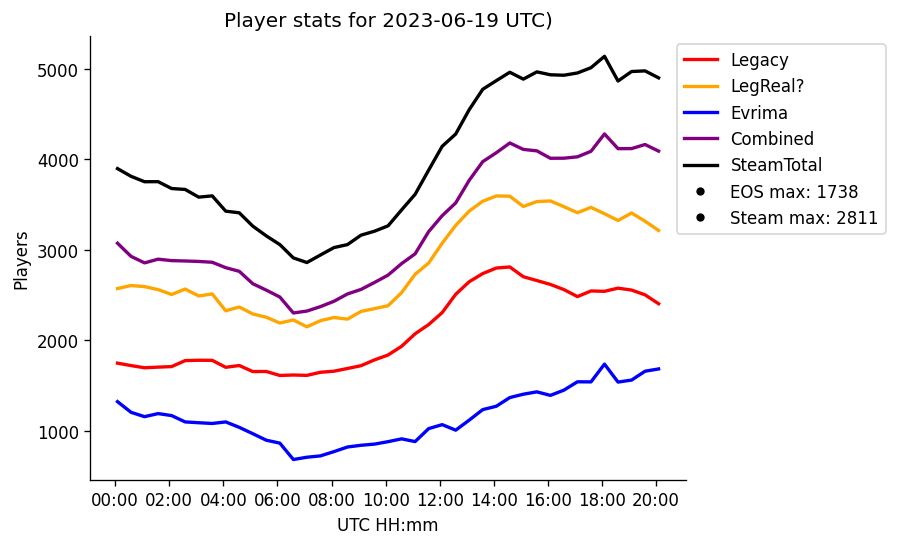 Player stats for 2023-06-19 UTC)
Legacy
LegReal?
Evrima
Combined
SteamTotal
EOS max: 1738
Steam max: 2811
Players
5000
4000
3000
2000
1000
00:00 02:00 04:00 06:00 08:00 10:00 12:00 14:00 16:00 18:00 20:00
UTC HH:mm